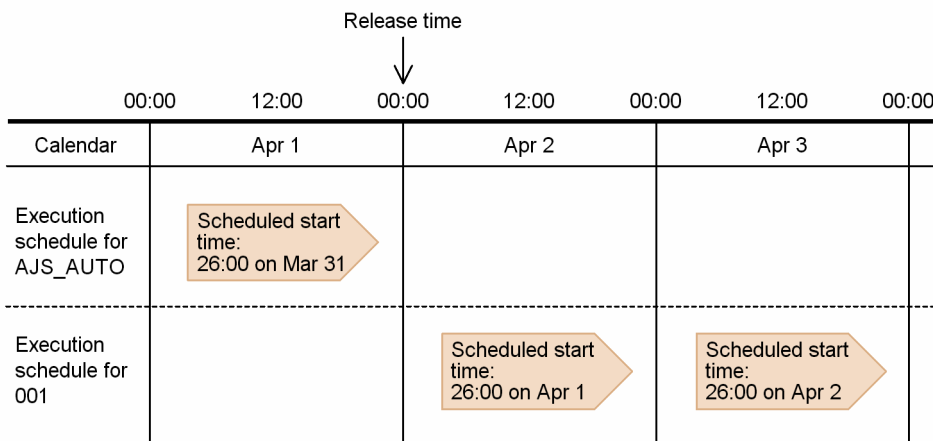 Release time
00:00 12:00 00:00 12:00 00:00 12:00 00:00
Calendar Apr 1 Apr 2 Apr 3
Execution
schedule for
AJS_AUTO
Scheduled start
time:
26:00 on Mar 31
Execution
schedule for
001
Scheduled start
time:
26:00 on Apr 1
Scheduled start
time:
26:00 on Apr 2